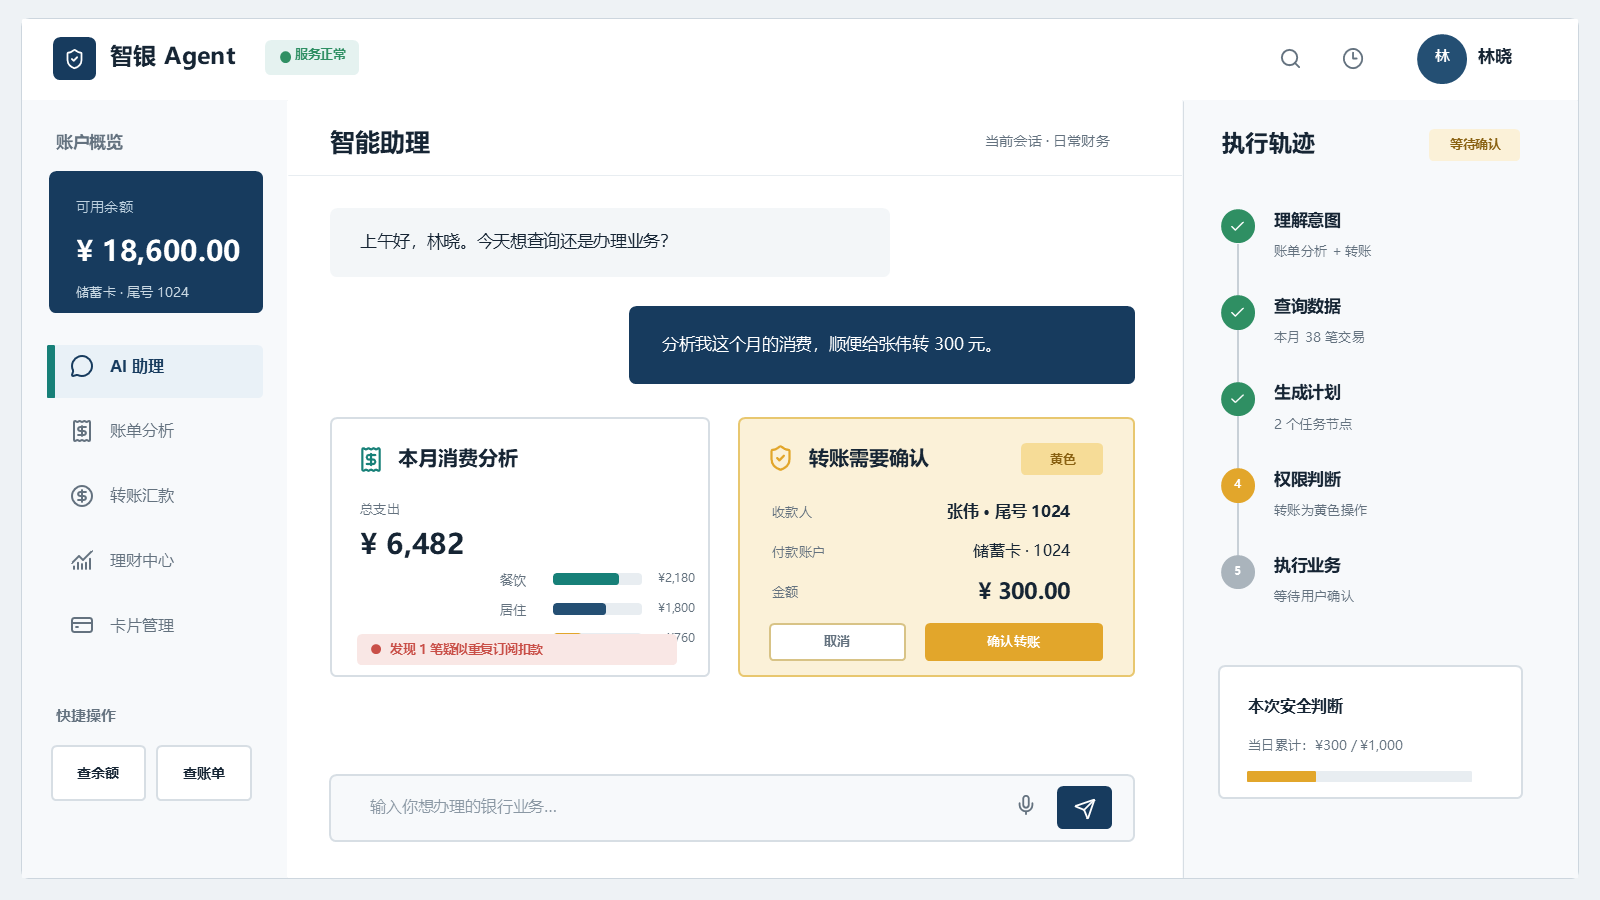 智银 Agent
服务正常
林
林晓
账户概览
可用余额
¥ 18,600.00
储蓄卡 · 尾号 1024
AI 助理
账单分析
转账汇款
理财中心
卡片管理
快捷操作
查余额
查账单
智能助理
当前会话 · 日常财务
上午好，林晓。今天想查询还是办理业务?
分析我这个月的消费，顺便给张伟转 300 元。
本月消费分析
总支出
¥ 6,482
餐饮 ¥2,180
居住 ¥1,800
¥760
发现 1 笔疑似重复订阅扣款
转账需要确认
黄色
收款人 张伟 • 尾号 1024
付款账户 储蓄卡 · 1024
金额 ¥ 300.00
取消
确认转账
输入你想办理的银行业务...
执行轨迹
等待确认
理解意图
账单分析 + 转账
查询数据
本月 38 笔交易
生成计划
2 个任务节点
4 权限判断
转账为黄色操作
5 执行业务
等待用户确认
本次安全判断
当日累计：¥300 / ¥1,000